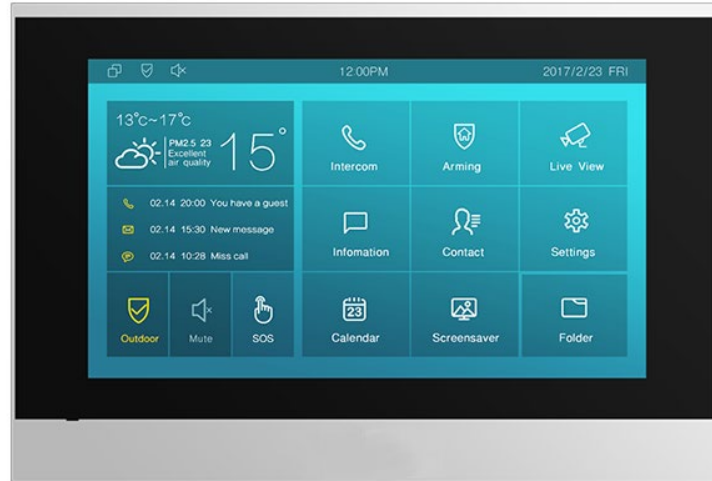 12:00PM
2017/2/23 FRI
13°c~17°c
PM2.5 23
Excellent
air quality
15°
02.14 20:00 You have a guest
02.14 15:30 New message
02.14 10:28 Miss call
Outdoor
Mute
SOS
Intercom
Arming
Live View
Infomation
Contact
Settings
23
Calendar
Screensaver
Folder